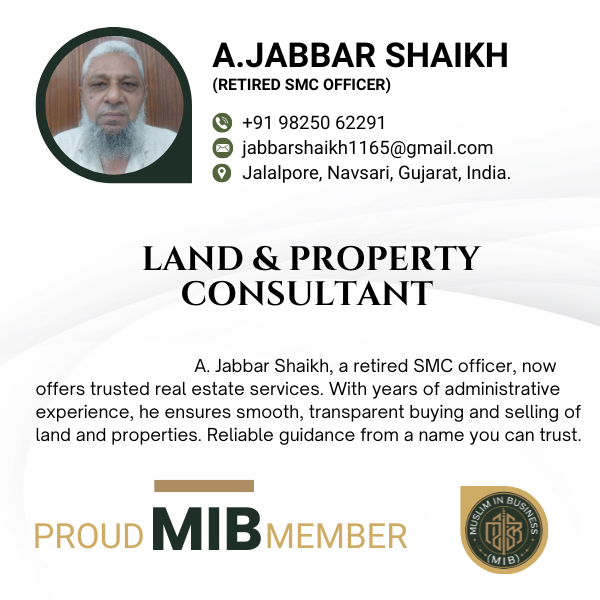 A.JABBAR SHAIKH
(RETIRED SMC OFFICER)
+91 98250 62291
jabbarshaikh1165@gmail.com
Jalalpore, Navsari, Gujarat, India.
LAND & PROPERTY
CONSULTANT
A. Jabbar Shaikh, a retired SMC officer, now
offers trusted real estate services. With years of administrative
experience, he ensures smooth, transparent buying and selling of
land and properties. Reliable guidance from a name you can trust.
PROUD MIB MEMBER
MUSLIM IN BUSINESS
(MIB)